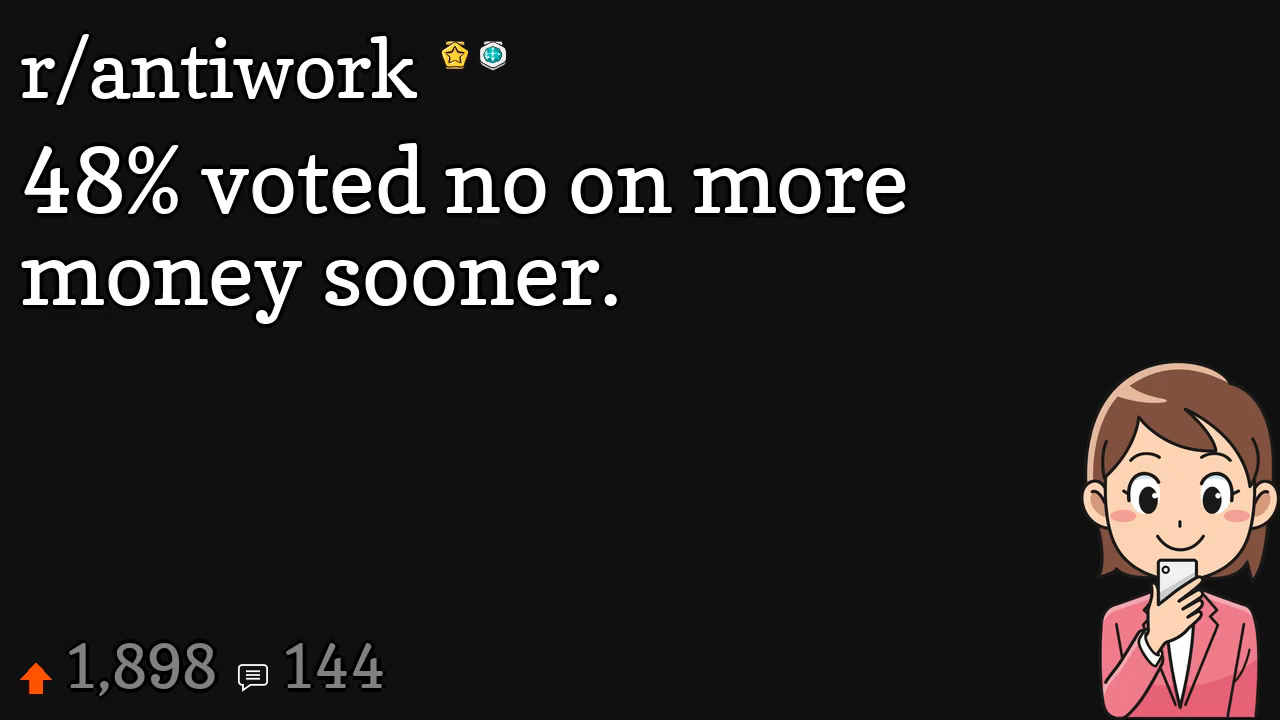 r/antiwork
48% voted no on more
money sooner.
1,898 144